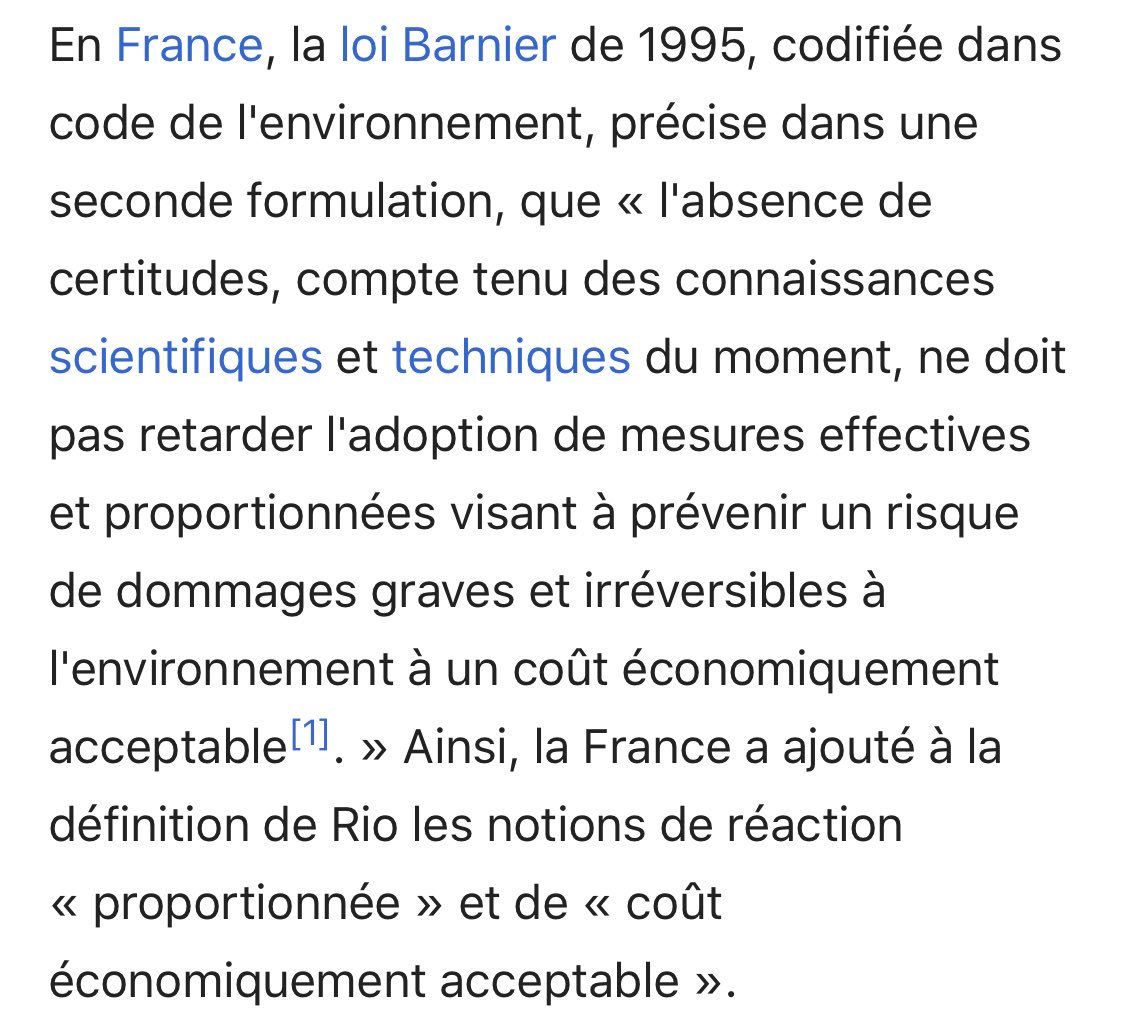 En France, la loi Barnier de 1995, codifiée dans
code de l'environnement, précise dans une
seconde formulation, que « l'absence de
certitudes, compte tenu des connaissances
scientifiques et techniques du moment, ne doit
pas retarder l'adoption de mesures effectives
et proportionnées visant à prévenir un risque
de dommages graves et irréversibles à
l'environnement à un coût économiquement
acceptable[1]. » Ainsi, la France a ajouté à la
définition de Rio les notions de réaction
« proportionnée » et de « coût
économiquement acceptable ».